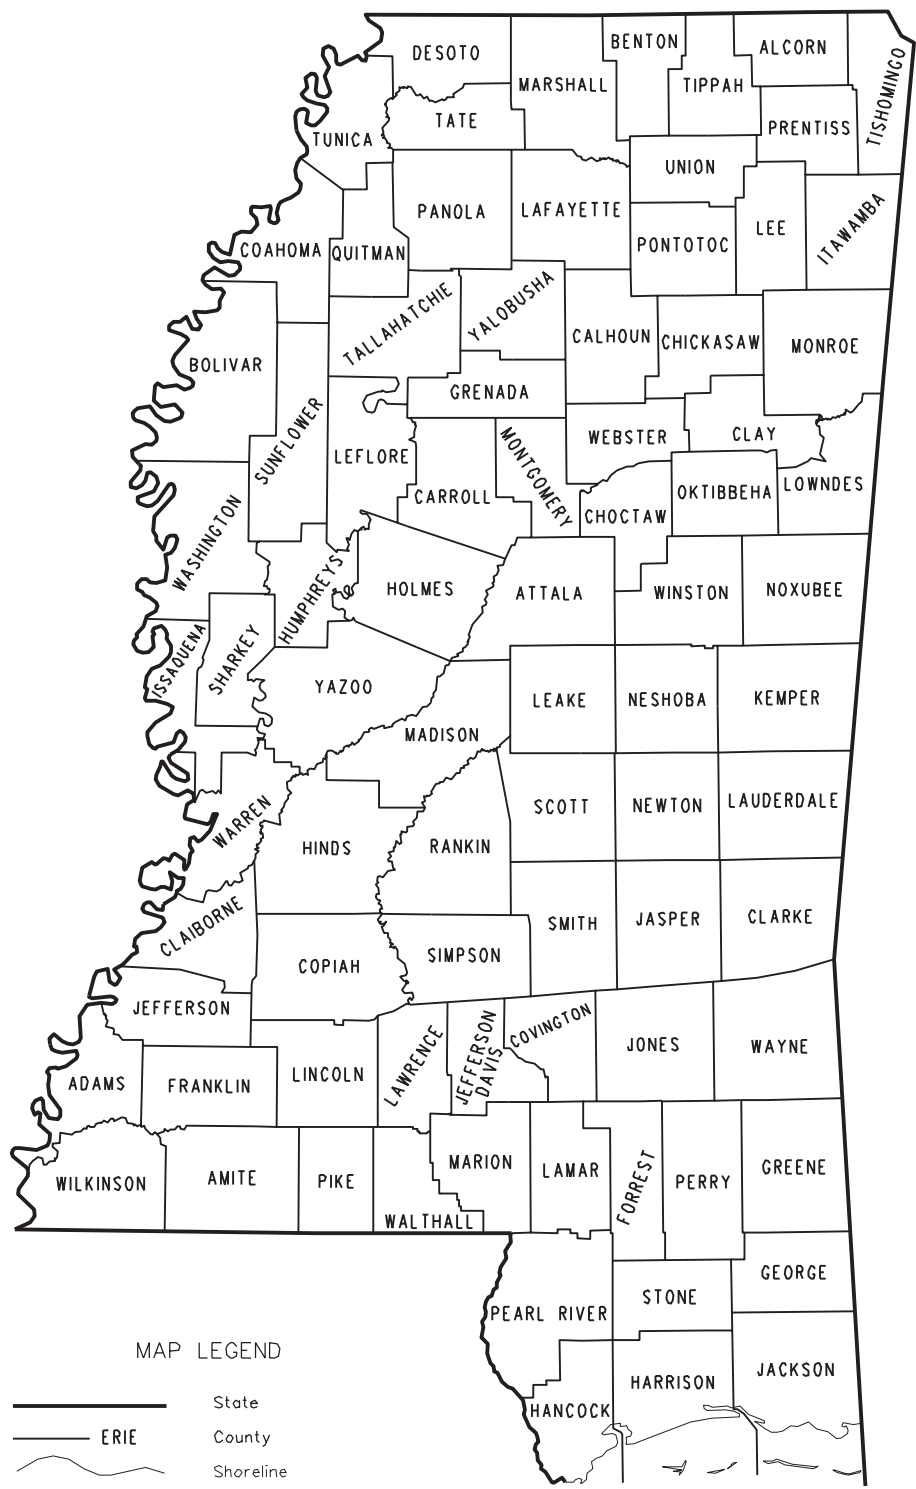 DESOTO
BENTON
ALCORN
MARSHALL
TIPPAH
TISHOMINGO
TATE
TUNICA
PRENTISS
UNION
PANOLA
LAFAYETTE
LEE
ITAWAMBA
COAHOMA
QUITMAN
PONTOTOC
TALLAHATCHIE
YALOBUSHA
CALHOUN
CHICKASAW
MONROE
BOLIVAR
GRENADA
SUNFLOWER
LEFLORE
MONTGOMERY
WEBSTER
CLAY
CARROLL
CHOCTAW
OKTIBBEHA
LOWNDES
WASHINGTON
HUMPHREYS
HOLMES
ATTALA
WINSTON
NOXUBEE
ISSAQUENA
SHARKEY
YAZOO
LEAKE
NESHOBA
KEMPER
MADISON
WARREN
SCOTT
NEWTON
LAUDERDALE
HINDS
RANKIN
CLAIBORNE
SMITH
JASPER
CLARKE
COPIAH
SIMPSON
JEFFERSON
LAWRENCE
JEFFERSON
DAVIS
COVINGTON
JONES
WAYNE
ADAMS
FRANKLIN
LINCOLN
WILKINSON
AMITE
PIKE
WALTHALL
MARION
LAMAR
FORREST
PERRY
GREENE
GEORGE
PEARL RIVER
STONE
HANCOCK
HARRISON
JACKSON
MAP LEGEND
State
ERIE County
Shoreline